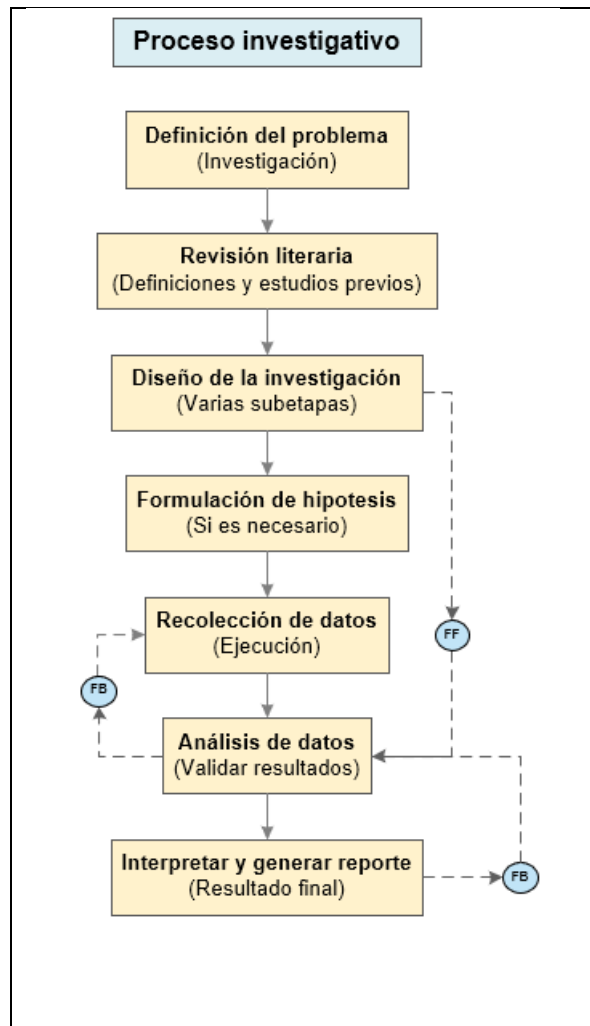 Proceso investigativo
Definición del problema
(Investigación)
Revisión literaria
(Definiciones y estudios previos)
Diseño de la investigación
(Varias subetapas)
Formulación de hipotesis
(Si es necesario)
Recolección de datos
(Ejecución)
FF
FB
Análisis de datos
(Validar resultados)
Interpretar y generar reporte
(Resultado final)
FB